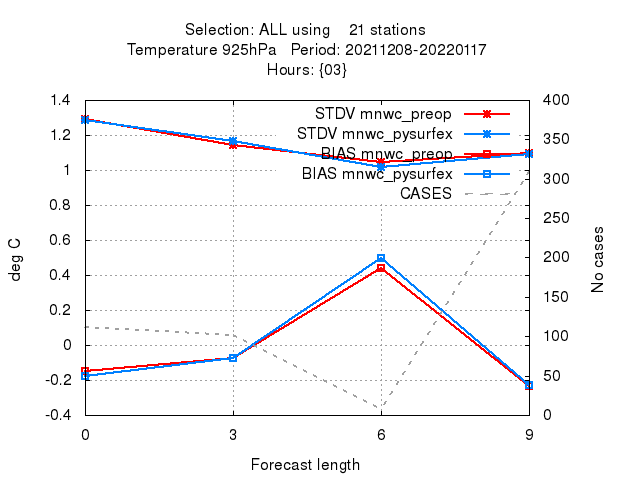 Selection: ALL using    21 stations
Temperature 925hPa   Period: 20211208-20220117
Hours: {03}
STDV mnwc_preop
STDV mnwc_pysurfex
BIAS mnwc_preop
BIAS mnwc_pysurfex
CASES
1.4
1.2
1
0.8
0.6
0.4
0.2
0
-0.2
-0.4
deg C
400
350
300
250
200
150
100
50
0
No cases
0 3 6 9
Forecast length